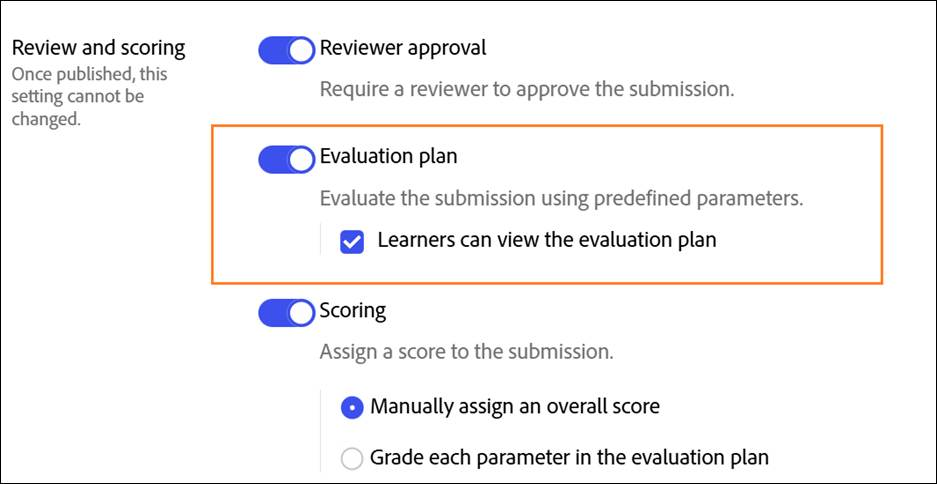 Review and scoring
Once published, this
setting cannot be
changed.
Reviewer approval
Require a reviewer to approve the submission.
Evaluation plan
Evaluate the submission using predefined parameters.
Learners can view the evaluation plan
Scoring
Assign a score to the submission.
Manually assign an overall score
Grade each parameter in the evaluation plan